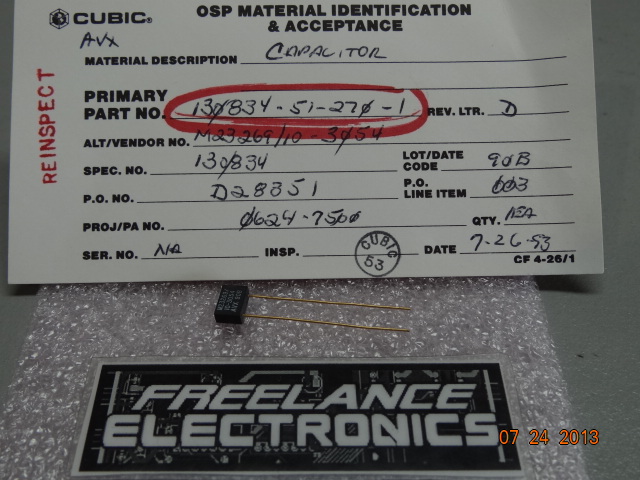 CUBIC®
OSP MATERIAL IDENTIFICATION
& ACCEPTANCE
AVX
MATERIAL DESCRIPTION CAPACITOR
PRIMARY
PART NO. 130834-51-270-1 REV. LTR. D
ALT/VENDOR NO. M23269/10-3054
SPEC. NO. 130834 LOT/DATE CODE 90B
P.O. NO. D28351 P.O. LINE ITEM 003
PROJ/PA NO. 0624-7500 QTY. 1EA
SER. NO. NA INSP. CUBIC 53 DATE 7-26-93
CF 4-26/1
REINSPECT
FREELANCE
ELECTRONICS
07 24 2013